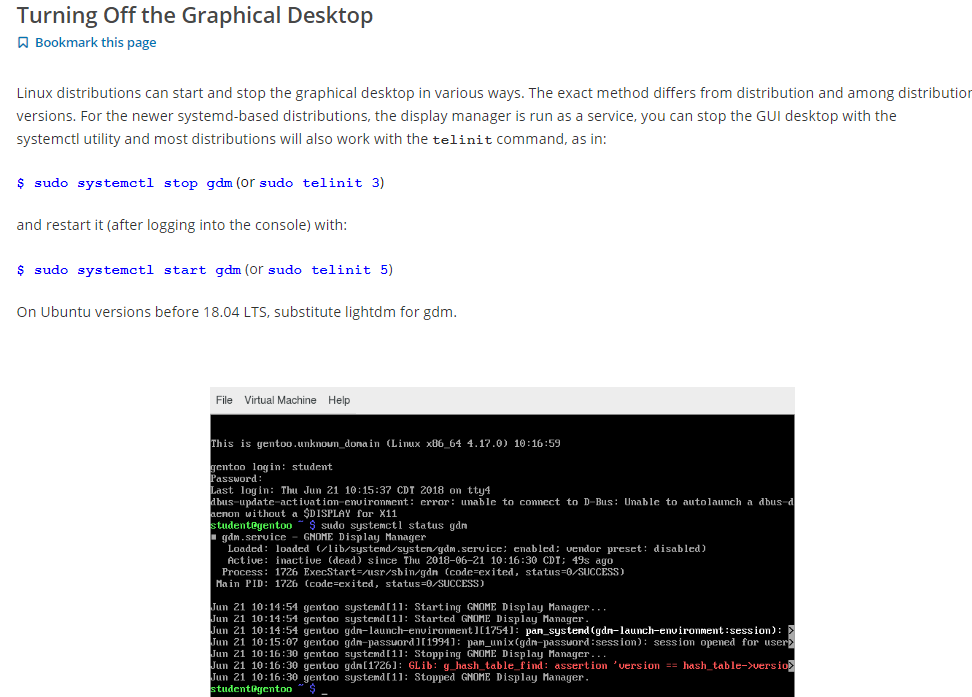 Turning Off the Graphical Desktop
Bookmark this page
Linux distributions can start and stop the graphical desktop in various ways. The exact method differs from distribution and among distribution
versions. For the newer systemd-based distributions, the display manager is run as a service, you can stop the GUI desktop with the
systemctl utility and most distributions will also work with the telinit command, as in:
$ sudo systemctl stop gdm (or sudo telinit 3)
and restart it (after logging into the console) with:
$ sudo systemctl start gdm (or sudo telinit 5)
On Ubuntu versions before 18.04 LTS, substitute lightdm for gdm.
File Virtual Machine Help
This is gentoo.unknown_domain (Linux x86_64 4.17.0) 10:16:59
gentoo login: student
Password:
Last login: Thu Jun 21 10:15:37 CDT 2018 on tty4
dbus-update-activation-environment: error: unable to connect to D-Bus: Unable to autolaunch a dbus-d
aemon without a $DISPLAY for X11
student@gentoo ~ $ sudo systemctl status gdm
■ gdm.service - GNOME Display Manager
Loaded: loaded (/lib/systemd/system/gdm.service; enabled; vendor preset: disabled)
Active: inactive (dead) since Thu 2018-06-21 10:16:30 CDT; 49s ago
Process: 1726 ExecStart=/usr/sbin/gdm (code=exited, status=0/SUCCESS)
Main PID: 1726 (code=exited, status=0/SUCCESS)
Jun 21 10:14:54 gentoo systemd[1]: Starting GNOME Display Manager...
Jun 21 10:14:54 gentoo systemd[1]: Started GNOME Display Manager.
Jun 21 10:14:54 gentoo gdm-launch-environment][1754]: pam_systemd(gdm-launch-environment:session): >
Jun 21 10:15:07 gentoo gdm-password][1994]: pam_unix(gdm-password:session): session opened for user>
Jun 21 10:16:30 gentoo systemd[1]: Stopping GNOME Display Manager...
Jun 21 10:16:30 gentoo gdm[1726]: GLib: g_hash_table_find: assertion 'version == hash_table->versio>
Jun 21 10:16:30 gentoo systemd[1]: Stopped GNOME Display Manager.
student@gentoo ~ $ _